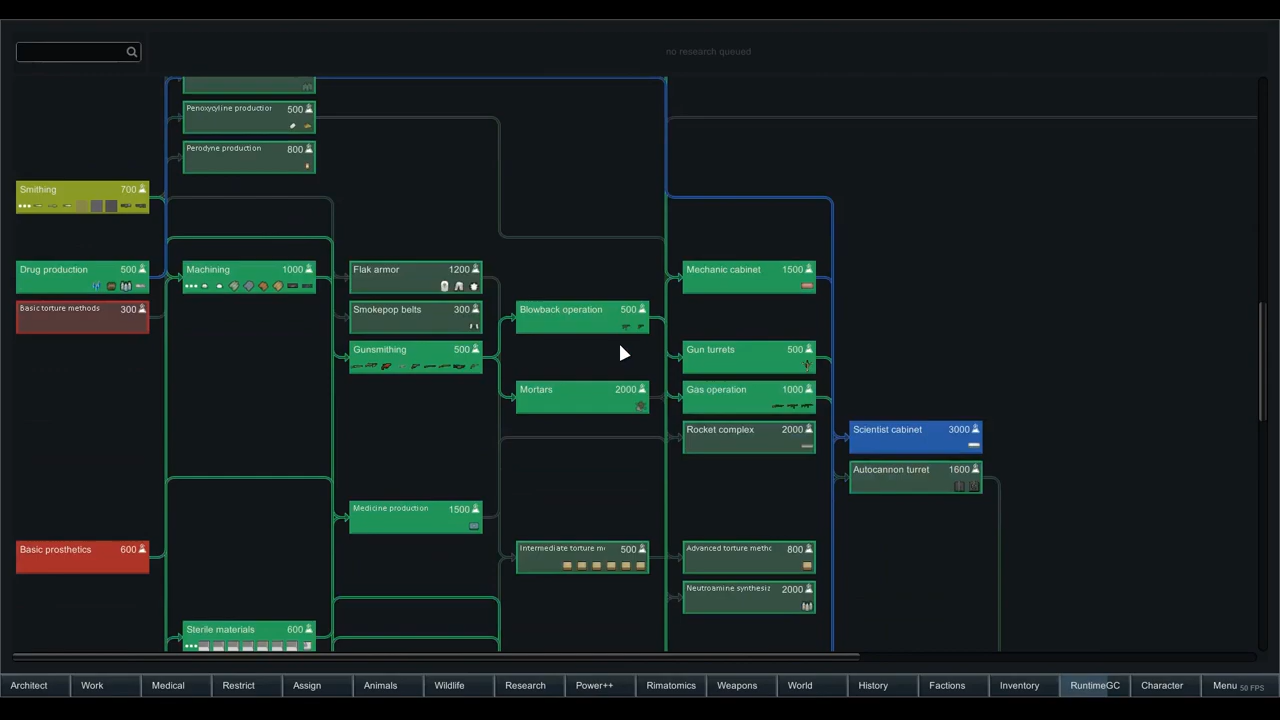 no research queued
Penoxycyline production 500
Perodyne production 800
Smithing 700
Drug production 500
Machining 1000
Flak armor 1200
Mechanic cabinet 1500
Basic torture methods 300
Smokepop belts 300
Blowback operation 500
Gunsmithing 500
Gun turrets 500
Mortars 2000
Gas operation 1000
Rocket complex 2000
Scientist cabinet 3000
Autocannon turret 1600
Medicine production 1500
Basic prosthetics 600
Intermediate torture m 500
Advanced torture metho 800
Neutroamine synthesiz 2000
Sterile materials 600
Architect Work Medical Restrict Assign Animals Wildlife Research Power++ Rimatomics Weapons World History Factions Inventory RuntimeGC Character Menu 50 FPS